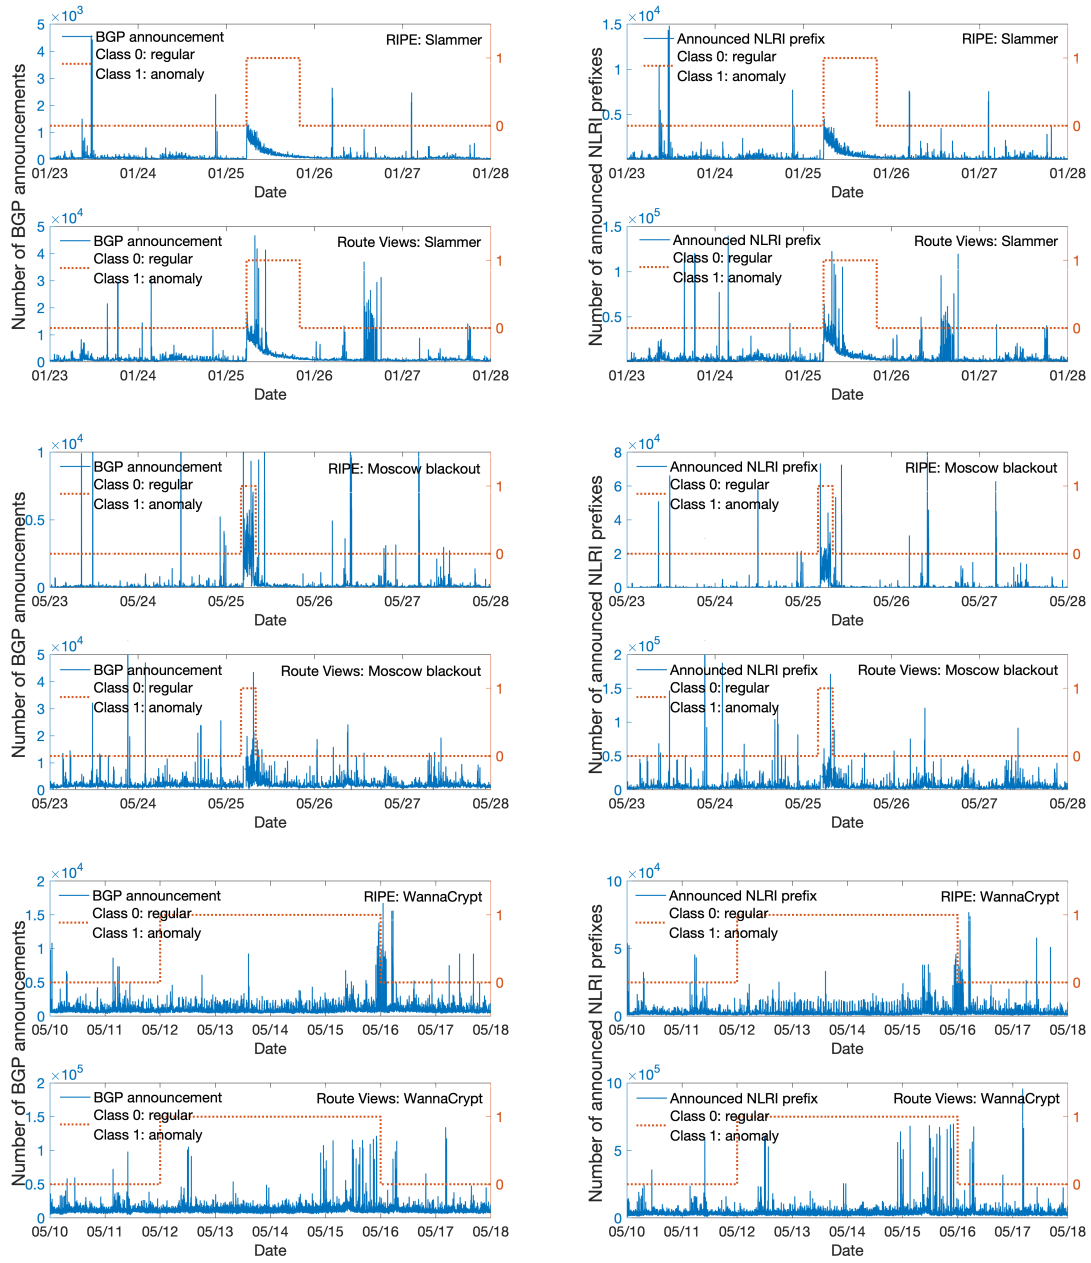 ×10³
BGP announcement
Class 0: regular
Class 1: anomaly
RIPE: Slammer
5
4
3
2
1
0
1
0
01/23 01/24 01/25 01/26 01/27 01/28
Date
×10⁴
Announced NLRI prefix
Class 0: regular
Class 1: anomaly
RIPE: Slammer
1.5
1
0.5
0
1
0
01/23 01/24 01/25 01/26 01/27 01/28
Date
Number of BGP announcements
Number of announced NLRI prefixes
×10⁴
BGP announcement
Class 0: regular
Class 1: anomaly
Route Views: Slammer
5
4
3
2
1
0
1
0
01/23 01/24 01/25 01/26 01/27 01/28
Date
×10⁵
Announced NLRI prefix
Class 0: regular
Class 1: anomaly
Route Views: Slammer
1.5
1
0.5
0
1
0
01/23 01/24 01/25 01/26 01/27 01/28
Date
×10⁴
BGP announcement
Class 0: regular
Class 1: anomaly
RIPE: Moscow blackout
1
0.5
0
1
0
05/23 05/24 05/25 05/26 05/27 05/28
Date
×10⁴
Announced NLRI prefix
Class 0: regular
Class 1: anomaly
RIPE: Moscow blackout
8
6
4
2
0
1
0
05/23 05/24 05/25 05/26 05/27 05/28
Date
Number of BGP announcements
Number of announced NLRI prefixes
×10⁴
BGP announcement
Class 0: regular
Class 1: anomaly
Route Views: Moscow blackout
5
4
3
2
1
0
1
0
05/23 05/24 05/25 05/26 05/27 05/28
Date
×10⁵
Announced NLRI prefix
Class 0: regular
Class 1: anomaly
Route Views: Moscow blackout
2
1.5
1
0.5
0
1
0
05/23 05/24 05/25 05/26 05/27 05/28
Date
×10⁴
BGP announcement
Class 0: regular
Class 1: anomaly
RIPE: WannaCrypt
2
1.5
1
0.5
0
1
0
05/10 05/11 05/12 05/13 05/14 05/15 05/16 05/17 05/18
Date
×10⁴
Announced NLRI prefix
Class 0: regular
Class 1: anomaly
RIPE: WannaCrypt
10
5
0
1
0
05/10 05/11 05/12 05/13 05/14 05/15 05/16 05/17 05/18
Date
Number of BGP announcements
Number of announced NLRI prefixes
×10⁵
BGP announcement
Class 0: regular
Class 1: anomaly
Route Views: WannaCrypt
2
1.5
1
0.5
0
1
0
05/10 05/11 05/12 05/13 05/14 05/15 05/16 05/17 05/18
Date
×10⁵
Announced NLRI prefix
Class 0: regular
Class 1: anomaly
Route Views: WannaCrypt
10
5
0
1
0
05/10 05/11 05/12 05/13 05/14 05/15 05/16 05/17 05/18
Date